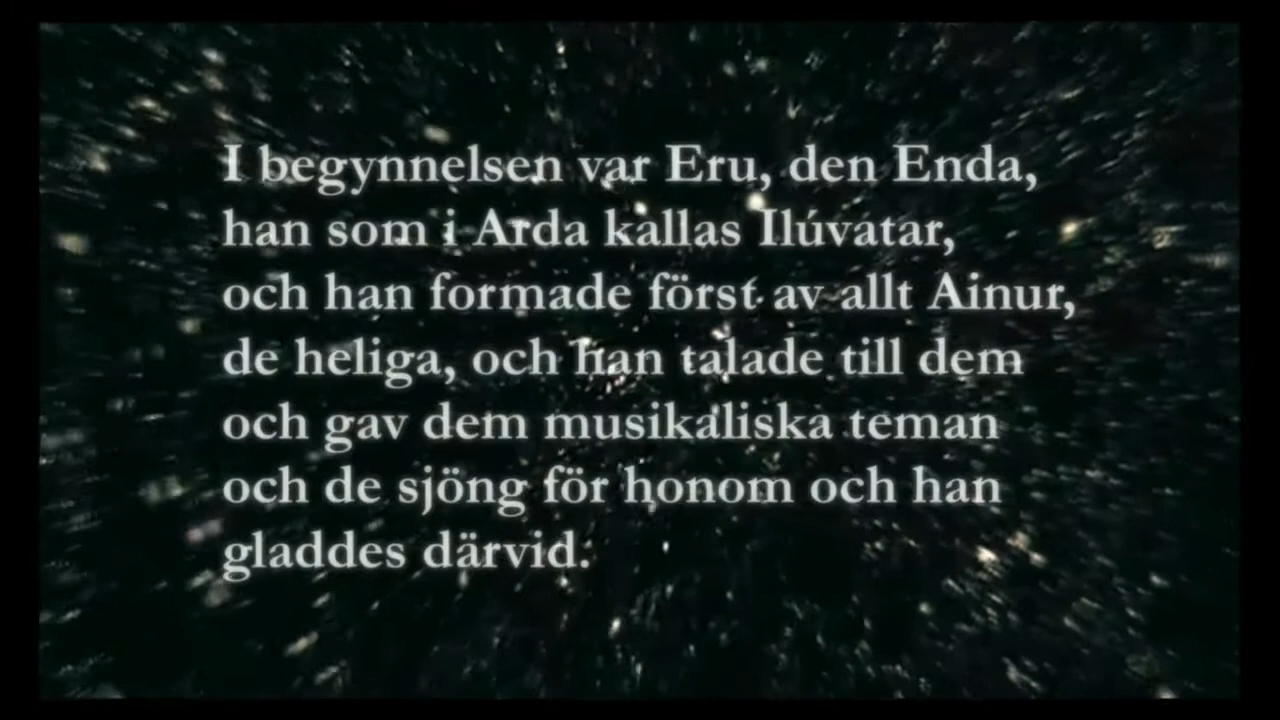 I begynnelsen var Eru, den Enda,
han som i Arda kallas Ilúvatar,
och han formade först av allt Ainur,
de heliga, och han talade till dem
och gav dem musikaliska teman
och de sjöng för honom och han
gladdes därvid.